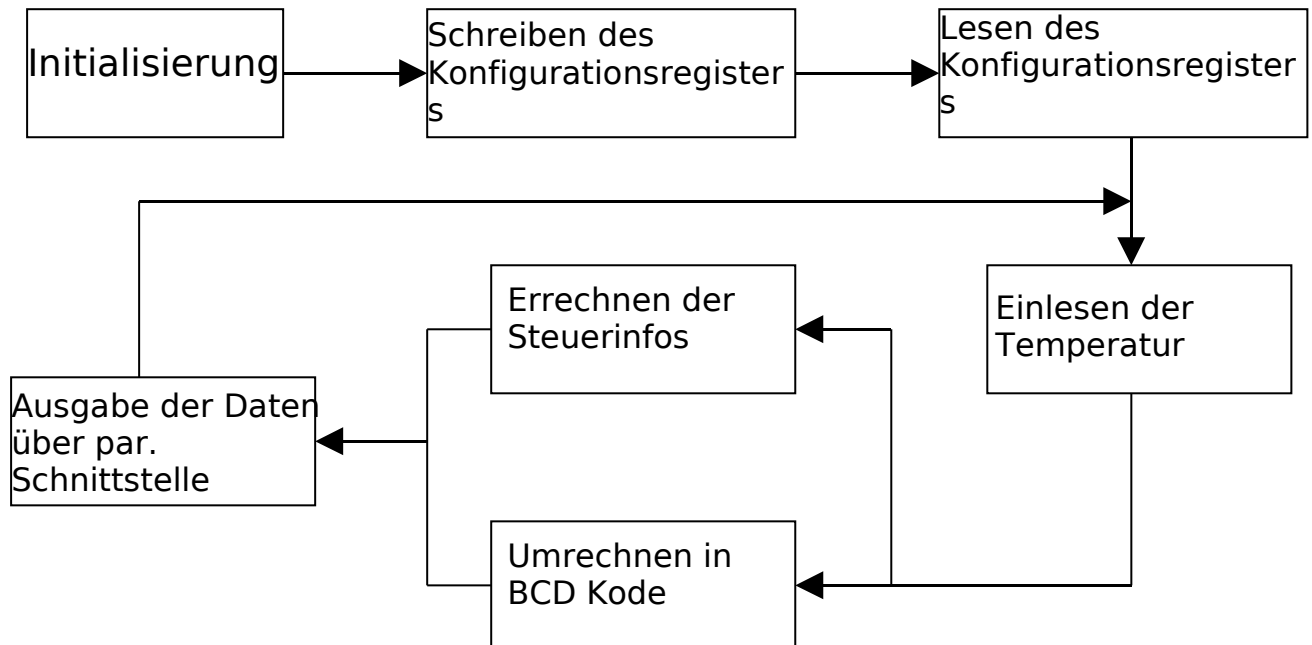 Initialisierung
Schreiben des
Konfigurationsregister
s
Lesen des
Konfigurationsregister
s
Errechnen der
Steuerinfos
Einlesen der
Temperatur
Ausgabe der Daten
über par.
Schnittstelle
Umrechnen in
BCD Kode